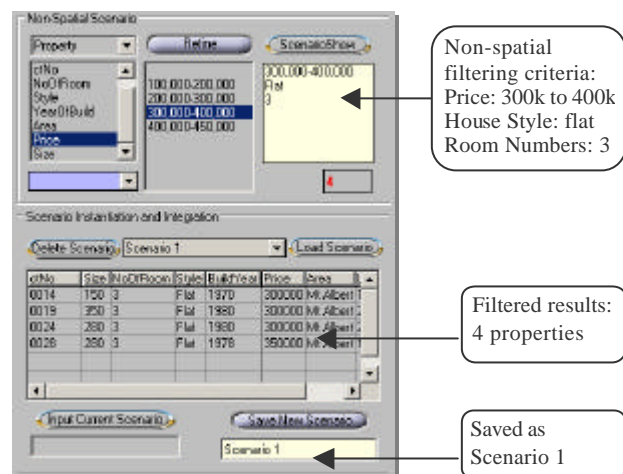 Non-Spatial Scenario
Property
Refine
ScenarioShow
ctNo
NoOfRoom
Style
YearOfBuild
Area
Price
Size
100,000-200,000
200,000-300,000
300,000-400,000
400,000-450,000
300,000-400,000
Flat
3
4
Non-spatial
filtering criteria:
Price: 300k to 400k
House Style: flat
Room Numbers: 3
Scenario Instantiation and Integration
Delete Scenario
Scenario 1
Load Scenario
ctNo Size NoOfRoom Style BuildYear Price Area
0014 150 3 Flat 1970 300000 Mt.Albert
0019 350 3 Flat 1980 300000 Mt.Albert
0024 280 3 Flat 1980 300000 Mt.Albert
0028 280 3 Flat 1978 350000 Mt.Albert
Filtered results:
4 properties
Input Current Scenario
Save New Scenario
Scenario 1
Saved as
Scenario 1